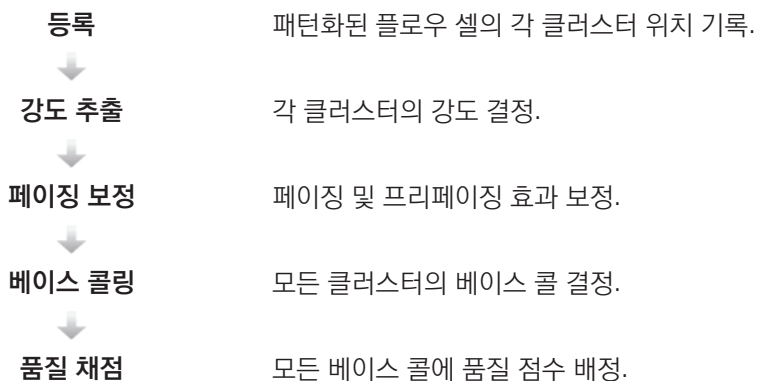 등록 패턴화된 플로우 셀의 각 클러스터 위치 기록.
강도 추출 각 클러스터의 강도 결정.
페이징 보정 페이징 및 프리페이징 효과 보정.
베이스 콜링 모든 클러스터의 베이스 콜 결정.
품질 채점 모든 베이스 콜에 품질 점수 배정.